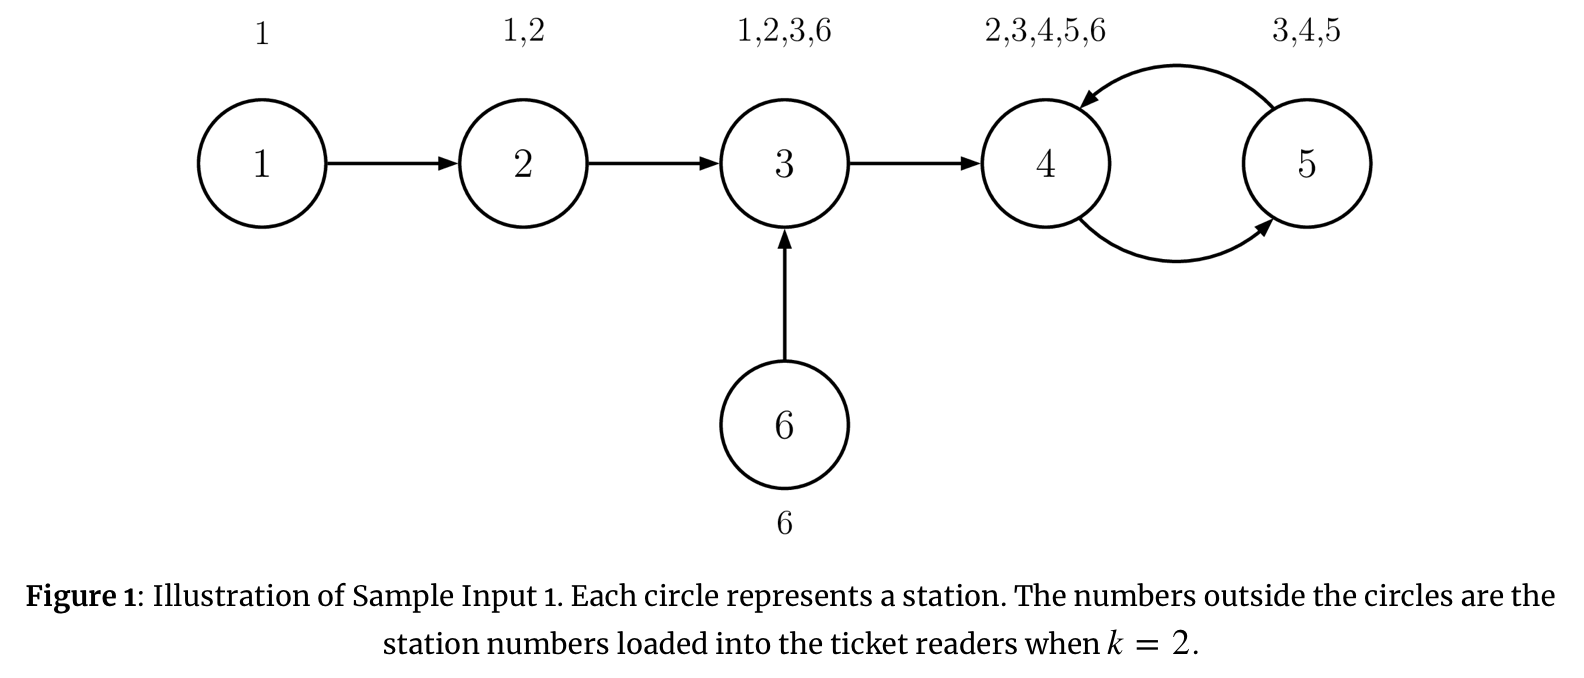 1 1,2 1,2,3,6 2,3,4,5,6 3,4,5
1 2 3 4 5
6
6
Figure 1: Illustration of Sample Input 1. Each circle represents a station. The numbers outside the circles are the
station numbers loaded into the ticket readers when k = 2.